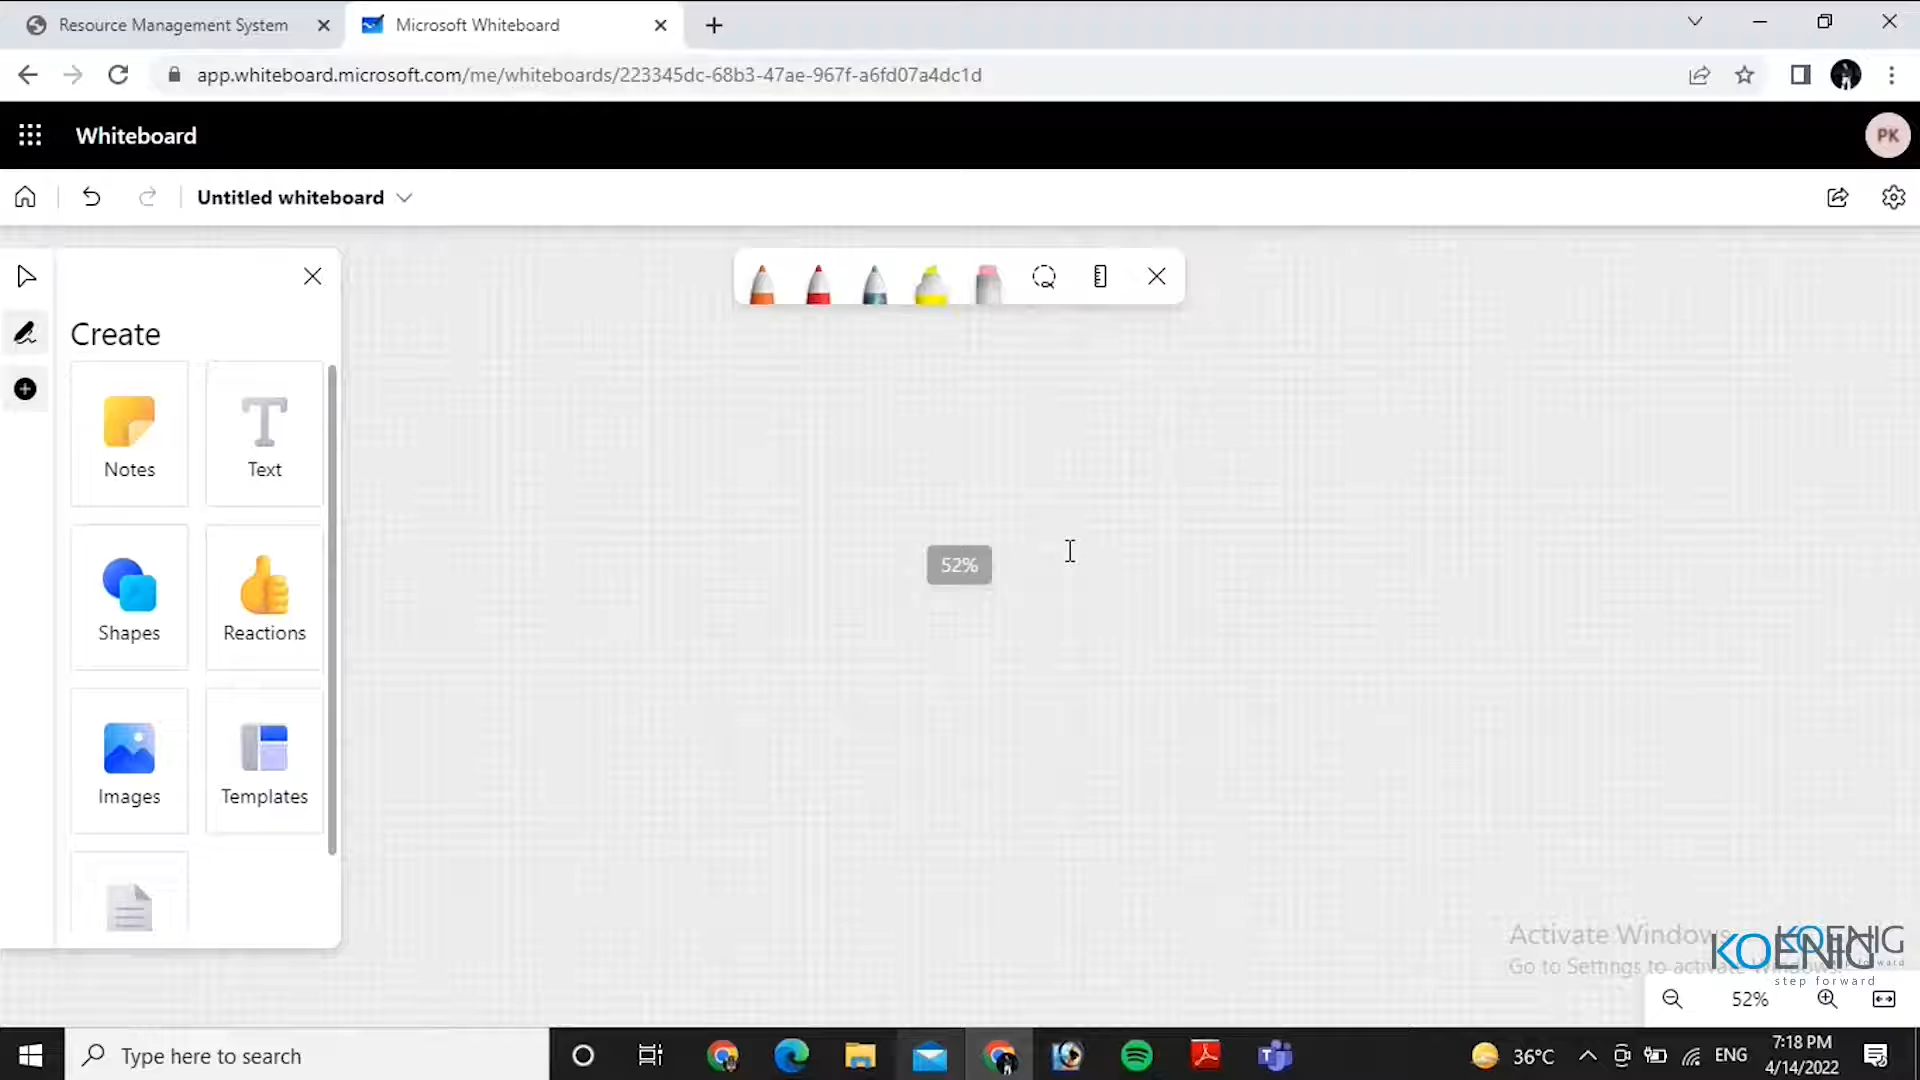 Resource Management System
Microsoft Whiteboard
app.whiteboard.microsoft.com/me/whiteboards/223345dc-68b3-47ae-967f-a6fd07a4dc1d
Whiteboard
PK
Untitled whiteboard
Create
Notes
Text
Shapes
Reactions
Images
Templates
52%
Activate Windows
Go to Settings to activate Windows.
KOENIG
KOENIG
step forward
52%
Type here to search
36°C
ENG
7:18 PM
4/14/2022